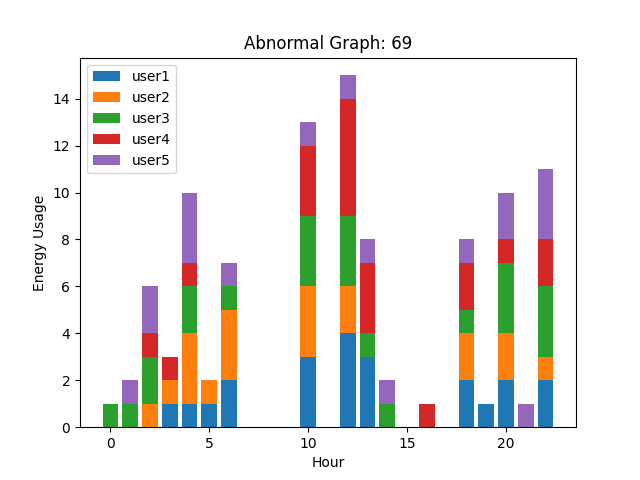 Abnormal Graph: 69
user1
user2
user3
user4
user5
Energy Usage
14
12
10
8
6
4
2
0
0 5 10 15 20
Hour